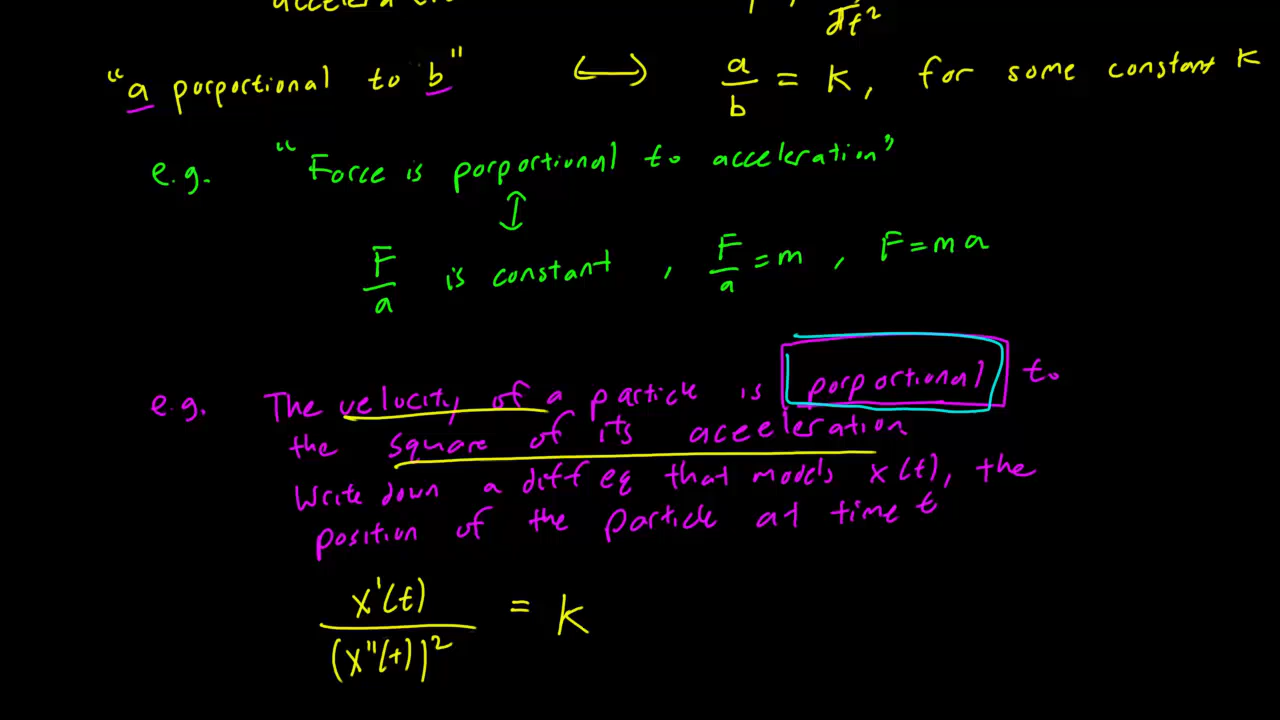 dt²
"a porportional to b" ⟷ a/b = K, for some constant K
e.g. "Force is porportional to acceleration"
↕
F/a is constant, F/a = m, F = ma
e.g. The velocity of a particle is porportional to
the square of its aceeleration
Write down a diff eq that models x(t), the
position of the particle at time t
x'(t)/(x''(t))² = k